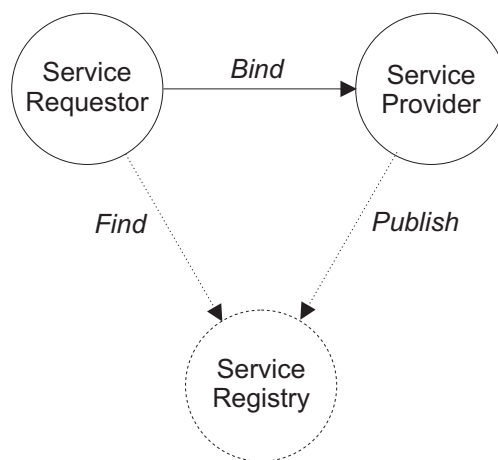 Service
Requestor
Bind
Service
Provider
Find
Publish
Service
Registry